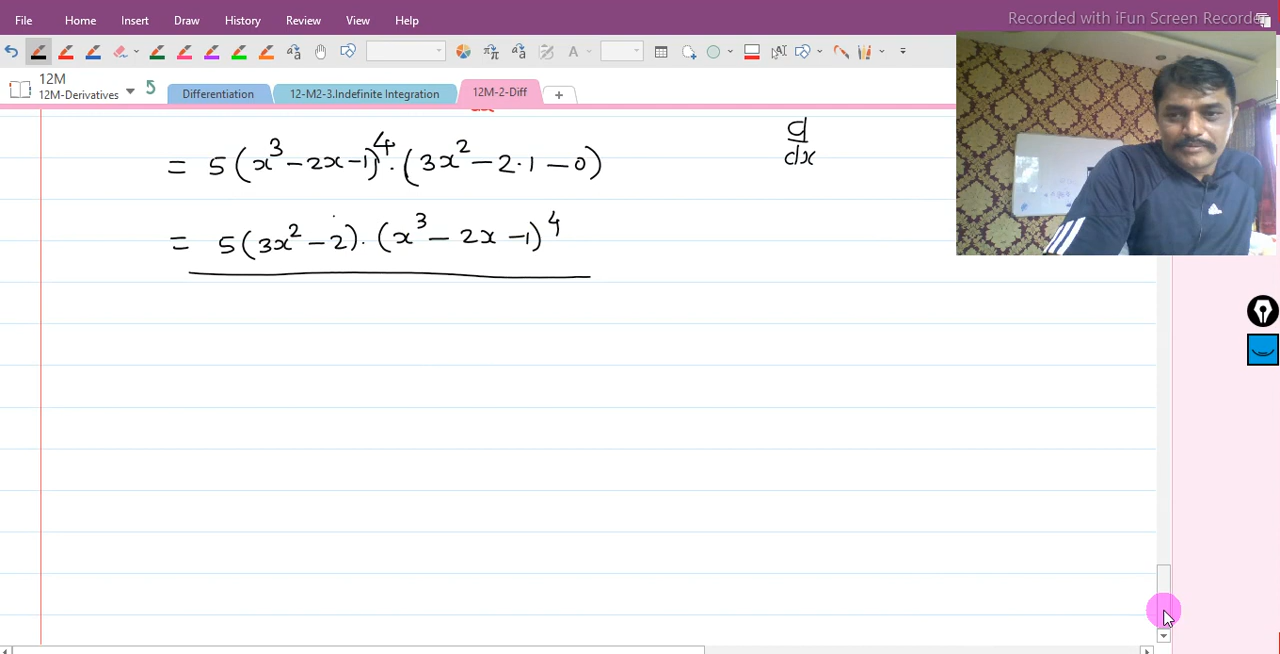 Recorded with iFun Screen Recorder
File Home Insert Draw History Review View Help
12M
12M-Derivatives
Differentiation 12-M2-3.Indefinite Integration 12M-2-Diff +
= 5(x³ - 2x - 1)⁴ · (3x² - 2·1 - 0)
d
dx
= 5(3x² - 2) · (x³ - 2x - 1)⁴